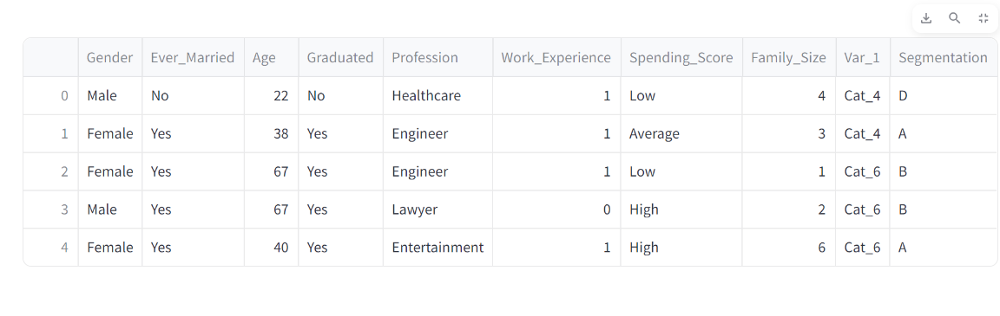 Gender Ever_Married Age Graduated Profession Work_Experience Spending_Score Family_Size Var_1 Segmentation
0 Male No 22 No Healthcare 1 Low 4 Cat_4 D
1 Female Yes 38 Yes Engineer 1 Average 3 Cat_4 A
2 Female Yes 67 Yes Engineer 1 Low 1 Cat_6 B
3 Male Yes 67 Yes Lawyer 0 High 2 Cat_6 B
4 Female Yes 40 Yes Entertainment 1 High 6 Cat_6 A